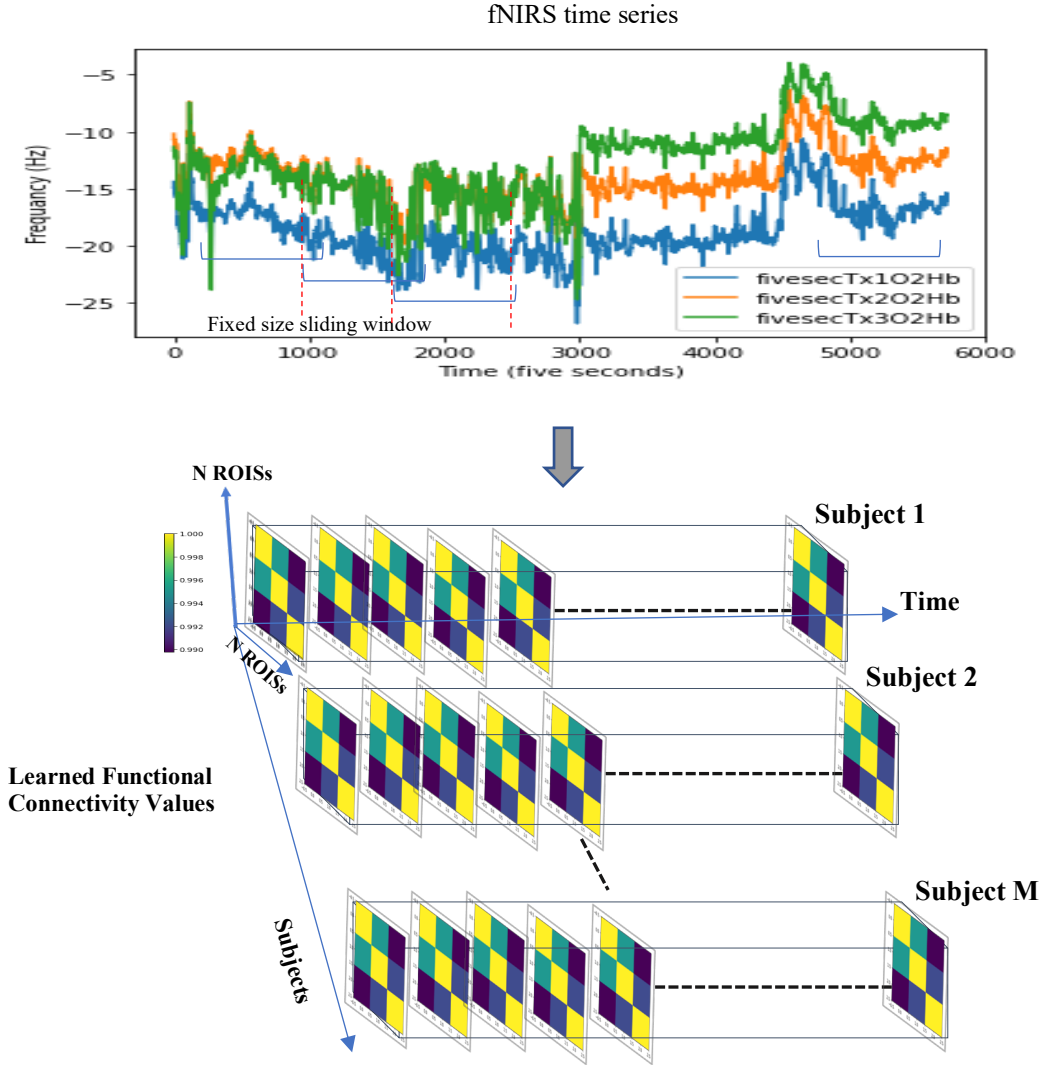 fNIRS time series
Frequancy (Hz)
−5
−10
−15
−20
−25
Fixed size sliding window
fivesecTx1O2Hb
fivesecTx2O2Hb
fivesecTx3O2Hb
0
1000
2000
3000
4000
5000
6000
Time (five seconds)
N ROISs
Subject 1
1.000
0.998
0.996
0.994
0.992
0.990
Time
N ROISs
Subject 2
Learned Functional
Connectivity Values
Subject M
Subjects